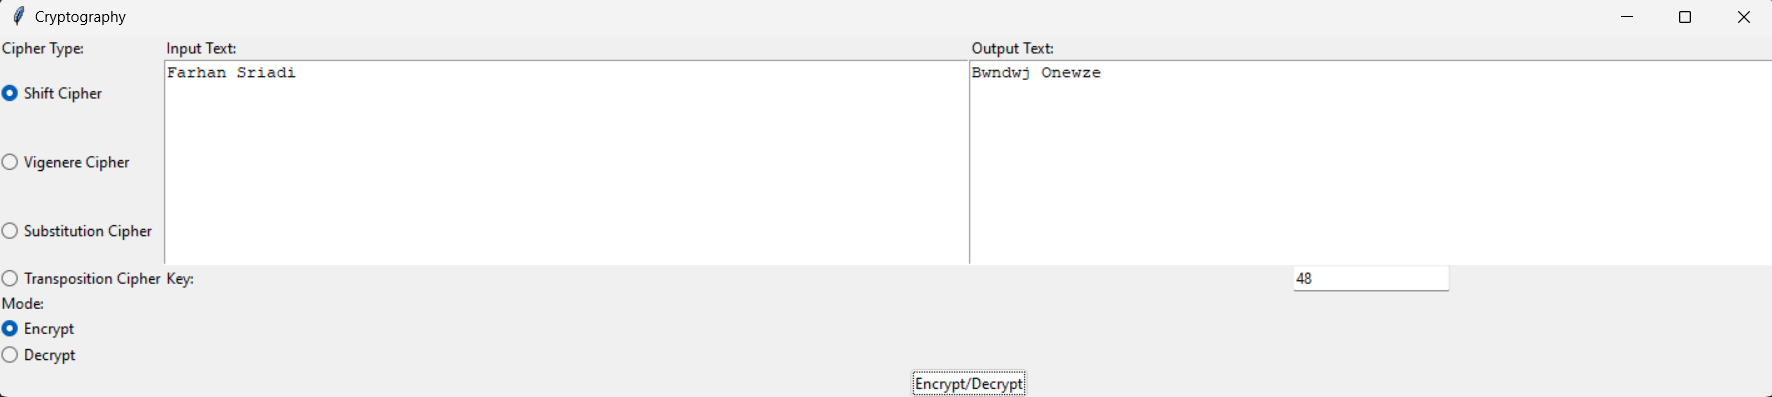 Cryptography
Cipher Type:
Input Text:
Output Text:
Farhan Sriadi
Bwndwj Onewze
Shift Cipher
Vigenere Cipher
Substitution Cipher
Transposition Cipher
Key:
48
Mode:
Encrypt
Decrypt
Encrypt/Decrypt